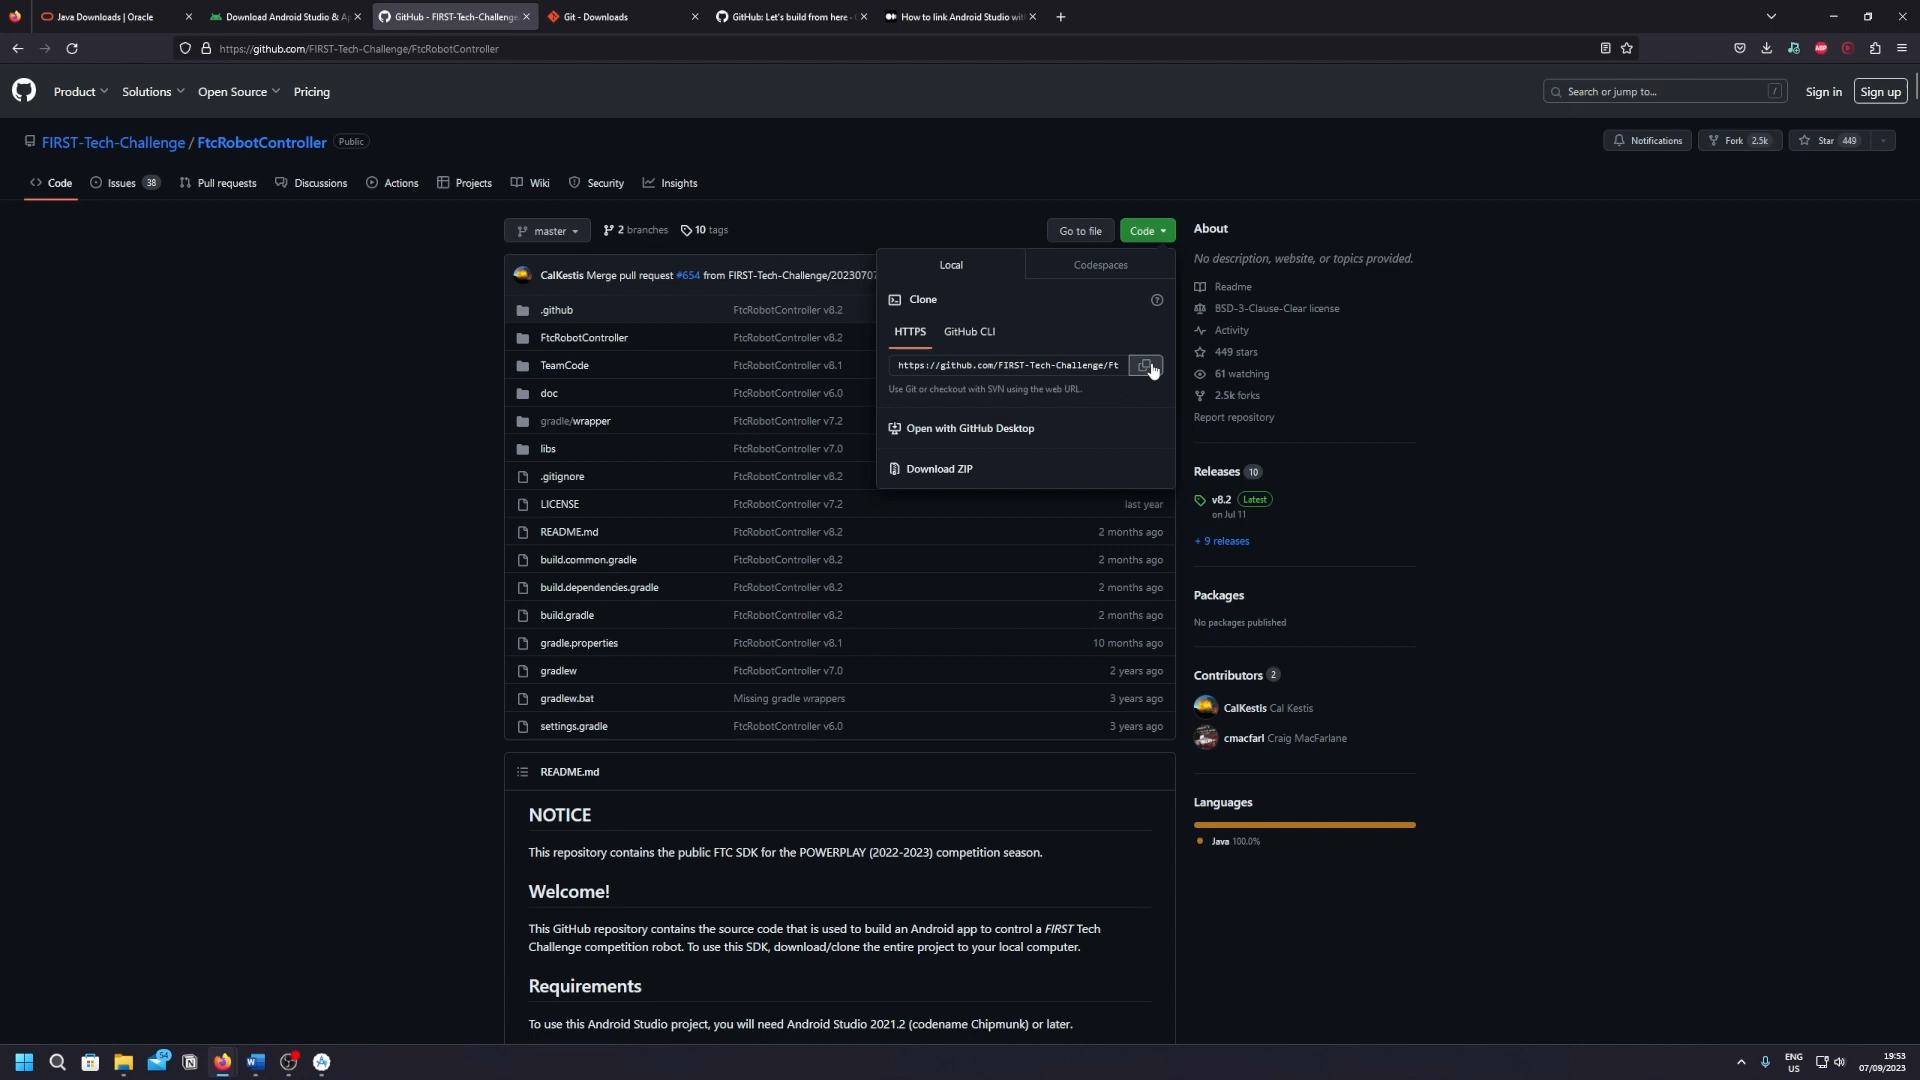 Java Downloads | Oracle
Download Android Studio & Ap
GitHub - FIRST-Tech-Challenge
Git - Downloads
GitHub: Let's build from here ·
How to link Android Studio wit
https://github.com/FIRST-Tech-Challenge/FtcRobotController
Product
Solutions
Open Source
Pricing
Search or jump to...
/
Sign in
Sign up
FIRST-Tech-Challenge / FtcRobotController Public
Notifications
Fork 2.5k
Star 449
Code
Issues 38
Pull requests
Discussions
Actions
Projects
Wiki
Security
Insights
master
2 branches
10 tags
Go to file
Code
CalKestis Merge pull request #654 from FIRST-Tech-Challenge/20230707
.github FtcRobotController v8.2
FtcRobotController FtcRobotController v8.2
TeamCode FtcRobotController v8.1
doc FtcRobotController v6.0
gradle/wrapper FtcRobotController v7.2
libs FtcRobotController v7.0
.gitignore FtcRobotController v8.2
LICENSE FtcRobotController v7.2 last year
README.md FtcRobotController v8.2 2 months ago
build.common.gradle FtcRobotController v8.2 2 months ago
build.dependencies.gradle FtcRobotController v8.2 2 months ago
build.gradle FtcRobotController v8.2 2 months ago
gradle.properties FtcRobotController v8.1 10 months ago
gradlew FtcRobotController v7.0 2 years ago
gradlew.bat Missing gradle wrappers 3 years ago
settings.gradle FtcRobotController v6.0 3 years ago
Local
Codespaces
Clone
HTTPS
GitHub CLI
https://github.com/FIRST-Tech-Challenge/Ft
Use Git or checkout with SVN using the web URL.
Open with GitHub Desktop
Download ZIP
README.md
NOTICE
This repository contains the public FTC SDK for the POWERPLAY (2022-2023) competition season.
Welcome!
This GitHub repository contains the source code that is used to build an Android app to control a FIRST Tech
Challenge competition robot. To use this SDK, download/clone the entire project to your local computer.
Requirements
To use this Android Studio project, you will need Android Studio 2021.2 (codename Chipmunk) or later.
About
No description, website, or topics provided.
Readme
BSD-3-Clause-Clear license
Activity
449 stars
61 watching
2.5k forks
Report repository
Releases 10
v8.2 Latest
on Jul 11
+ 9 releases
Packages
No packages published
Contributors 2
CalKestis Cal Kestis
cmacfarl Craig MacFarlane
Languages
Java 100.0%
54
ENG
US
19:53
07/09/2023